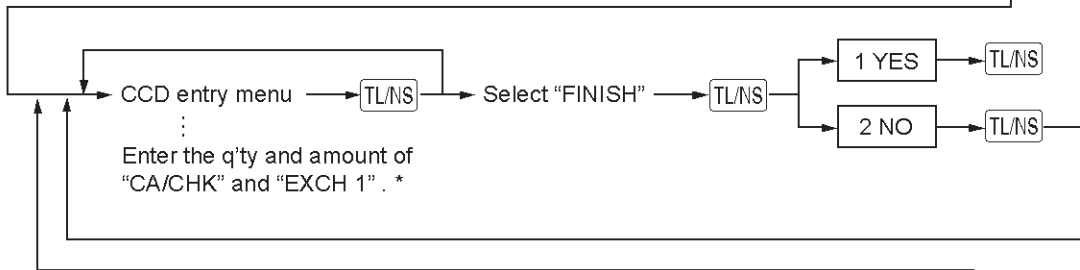 1 YES TL/NS
CCD entry menu TL/NS Select “FINISH” TL/NS
2 NO TL/NS
Enter the q’ty and amount of
“CA/CHK” and “EXCH 1” . *